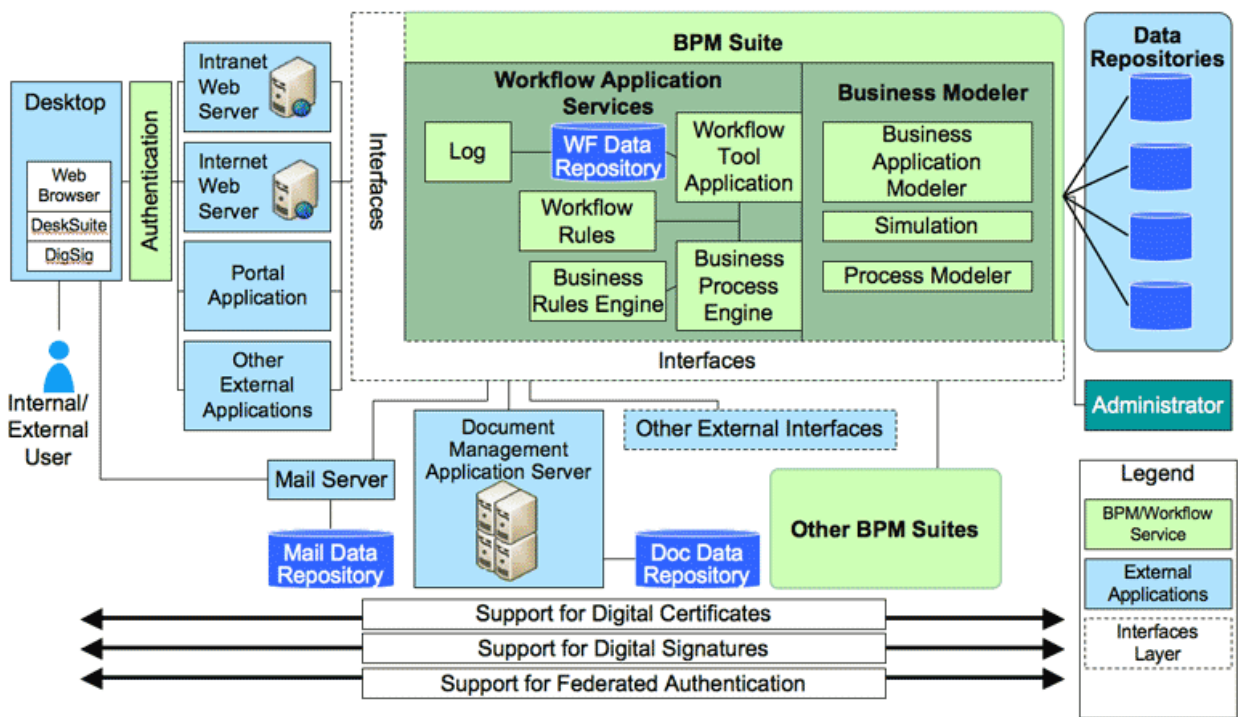 Desktop
Web
Browser
DeskSuite
DigSig
Internal/
External
User
Authentication
Intranet
Web
Server
Internet
Web
Server
Portal
Application
Other
External
Applications
Interfaces
BPM Suite
Workflow Application
Services
Log
WF Data
Repository
Workflow
Tool
Application
Workflow
Rules
Business
Rules Engine
Business
Process
Engine
Business Modeler
Business
Application
Modeler
Simulation
Process Modeler
Interfaces
Data
Repositories
Administrator
Mail Server
Mail Data
Repository
Document
Management
Application Server
Doc Data
Repository
Other External Interfaces
Other BPM Suites
Legend
BPM/Workflow
Service
External
Applications
Interfaces
Layer
Support for Digital Certificates
Support for Digital Signatures
Support for Federated Authentication